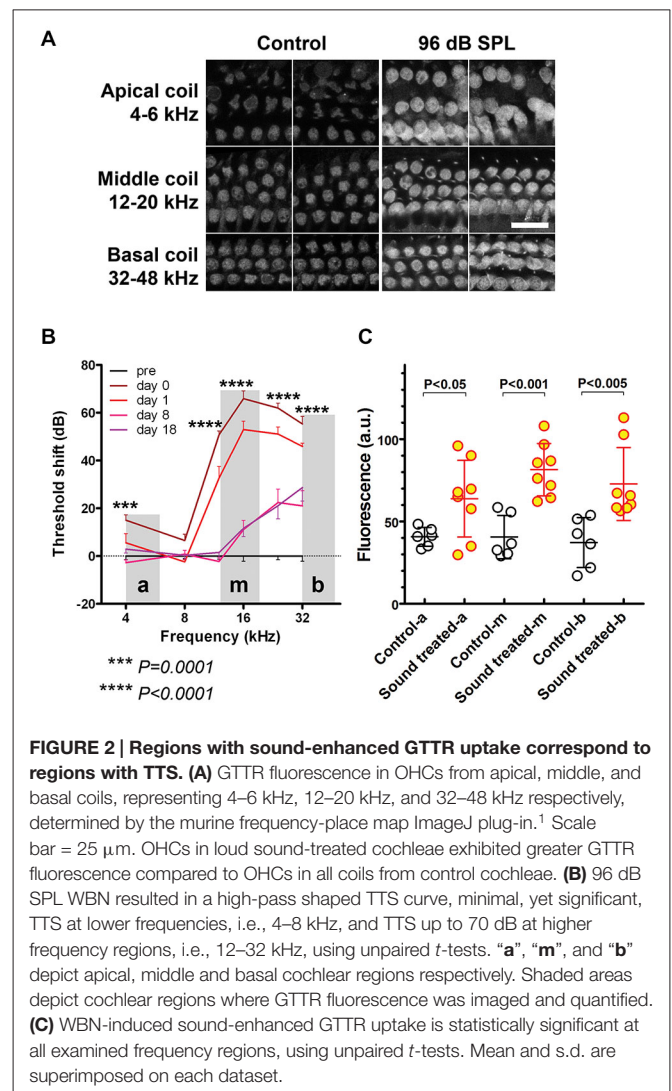 A
Control
96 dB SPL
Apical coil
4-6 kHz
Middle coil
12-20 kHz
Basal coil
32-48 kHz
B
pre
day 0
day 1
day 8
day 18
80
60
40
20
0
-20
Threshold shift (dB)
***
****
****
****
****
a
m
b
4
8
16
32
Frequency (kHz)
*** P=0.0001
**** P<0.0001
C
P<0.05
P<0.001
P<0.005
100
50
0
Fluorescence (a.u.)
Control-a
Sound treated-a
Control-m
Sound treated-m
Control-b
Sound treated-b
FIGURE 2 | Regions with sound-enhanced GTTR uptake correspond to
regions with TTS. (A) GTTR fluorescence in OHCs from apical, middle, and
basal coils, representing 4–6 kHz, 12–20 kHz, and 32–48 kHz respectively,
determined by the murine frequency-place map ImageJ plug-in.¹ Scale
bar = 25 μm. OHCs in loud sound-treated cochleae exhibited greater GTTR
fluorescence compared to OHCs in all coils from control cochleae. (B) 96 dB
SPL WBN resulted in a high-pass shaped TTS curve, minimal, yet significant,
TTS at lower frequencies, i.e., 4–8 kHz, and TTS up to 70 dB at higher
frequency regions, i.e., 12–32 kHz, using unpaired t-tests. “a”, “m”, and “b”
depict apical, middle and basal cochlear regions respectively. Shaded areas
depict cochlear regions where GTTR fluorescence was imaged and quantified.
(C) WBN-induced sound-enhanced GTTR uptake is statistically significant at
all examined frequency regions, using unpaired t-tests. Mean and s.d. are
superimposed on each dataset.